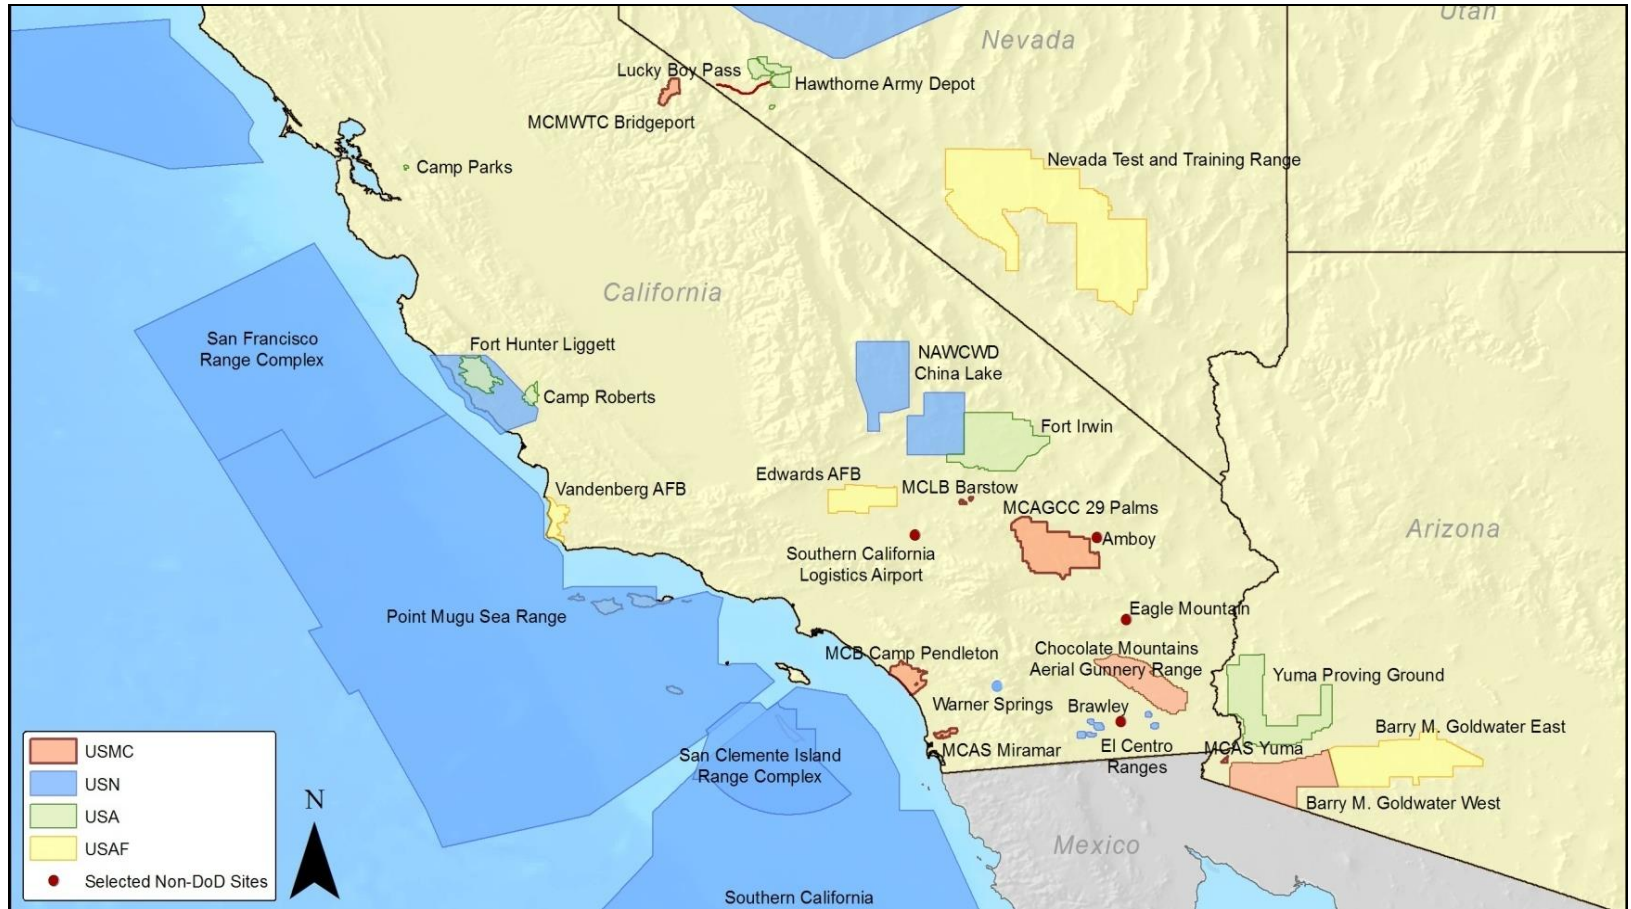 Utah
Nevada
Lucky Boy Pass
Hawthorne Army Depot
MCMWTC Bridgeport
Camp Parks
Nevada Test and Training Range
California
San Francisco
Range Complex
Fort Hunter Liggett
Camp Roberts
NAWCWD
China Lake
Fort Irwin
Edwards AFB
MCLB Barstow
Vandenberg AFB
MCAGCC 29 Palms
Amboy
Arizona
Southern California
Logistics Airport
Point Mugu Sea Range
Eagle Mountain
MCB Camp Pendleton
Chocolate Mountains
Aerial Gunnery Range
Yuma Proving Ground
Warner Springs
Brawley
Barry M. Goldwater East
MCAS Miramar
El Centro
Ranges
MCAS Yuma
San Clemente Island
Range Complex
Barry M. Goldwater West
Mexico
Southern California
USMC
USN
USA
USAF
Selected Non-DoD Sites
N